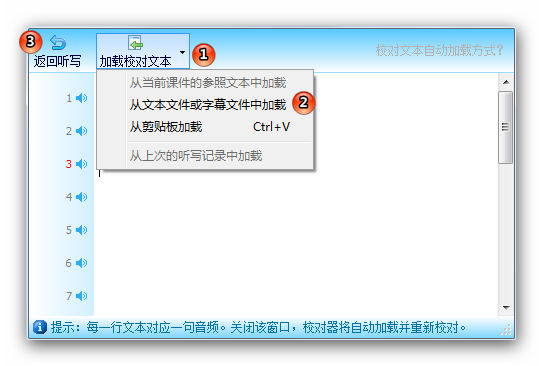 3
返回听写
加载校对文本
1
校对文本自动加载方式?
从当前课件的参照文本中加载
从文本文件或字幕文件中加载
2
从剪贴板加载 Ctrl+V
从上次的听写记录中加载
1
2
3
4
5
6
7
提示：每一行文本对应一句音频。关闭该窗口，校对器将自动加载并重新校对。